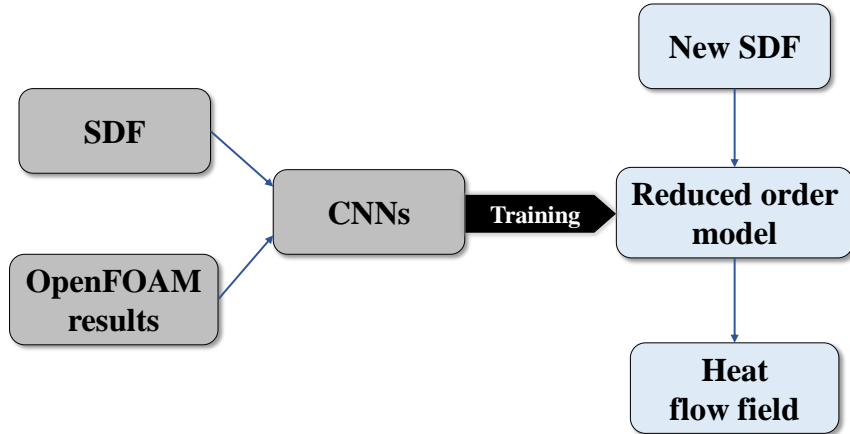 New SDF
SDF
CNNs
Training
Reduced order
model
OpenFOAM
results
Heat
flow field